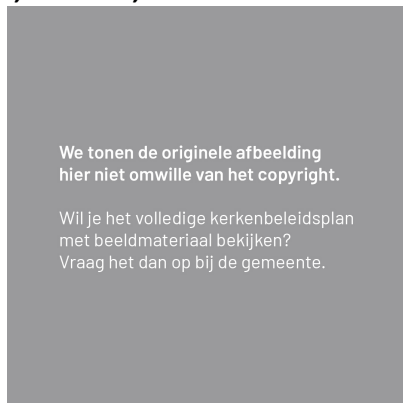 We tonen de originele afbeelding
hier niet omwille van het copyright.
Wil je het volledige kerkenbeleidsplan
met beeldmateriaal bekijken?
Vraag het dan op bij de gemeente.